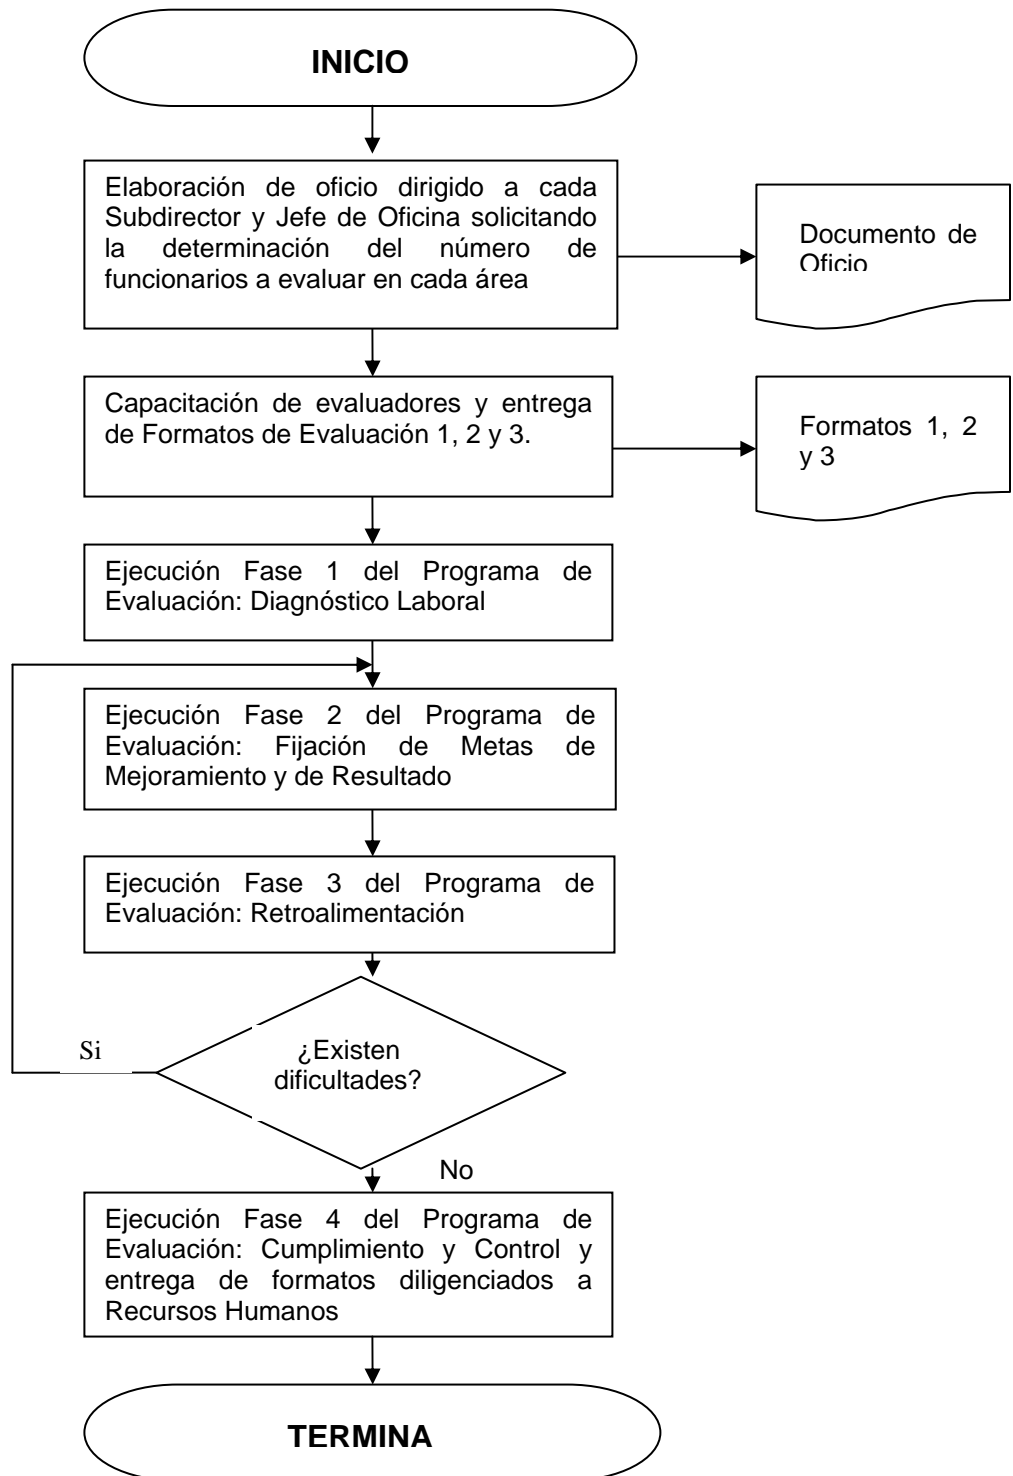 INICIO
Elaboración de oficio dirigido a cada
Subdirector y Jefe de Oficina solicitando
la determinación del número de
funcionarios a evaluar en cada área
Documento de
Oficio
Capacitación de evaluadores y entrega
de Formatos de Evaluación 1, 2 y 3.
Formatos 1, 2
y 3
Ejecución Fase 1 del Programa de
Evaluación: Diagnóstico Laboral
Ejecución Fase 2 del Programa de
Evaluación: Fijación de Metas de
Mejoramiento y de Resultado
Ejecución Fase 3 del Programa de
Evaluación: Retroalimentación
Si
¿Existen
dificultades?
No
Ejecución Fase 4 del Programa de
Evaluación: Cumplimiento y Control y
entrega de formatos diligenciados a
Recursos Humanos
TERMINA